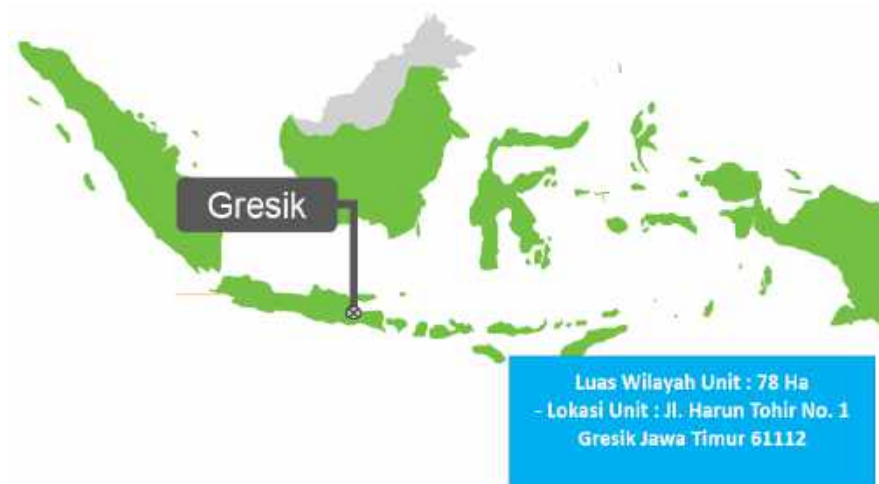 Gresik
Luas Wilayah Unit : 78 Ha
- Lokasi Unit : Jl. Harun Tohir No. 1
Gresik Jawa Timur 61112